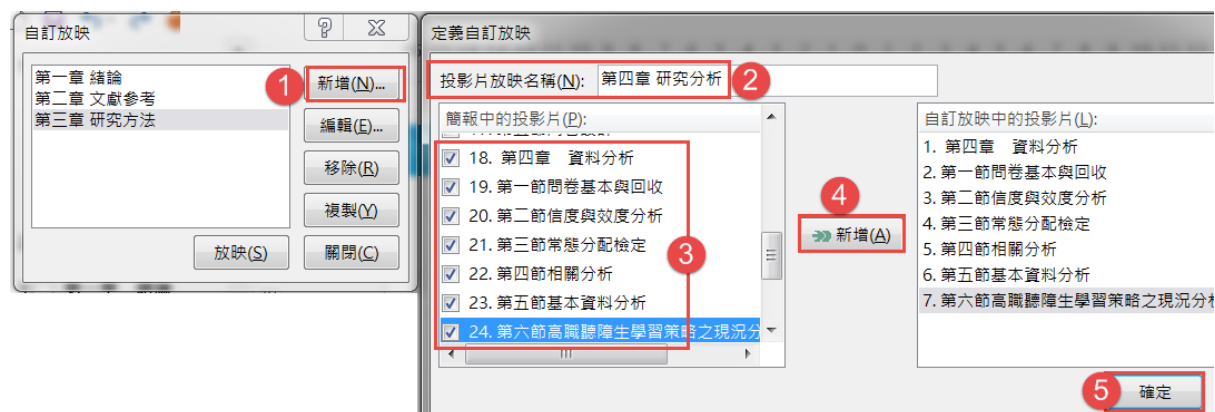 自訂放映
第一章 緒論
第二章 文獻參考
第三章 研究方法
1
新增(N)...
編輯(E)...
移除(R)
複製(Y)
放映(S)
關閉(C)
定義自訂放映
投影片放映名稱(N): 第四章 研究分析
2
簡報中的投影片(P):
18. 第四章 資料分析
19. 第一節問卷基本與回收
20. 第二節信度與效度分析
21. 第三節常態分配檢定
22. 第四節相關分析
23. 第五節基本資料分析
24. 第六節高職聽障生學習策略之現況分
3
4
新增(A)
自訂放映中的投影片(L):
1. 第四章 資料分析
2. 第一節問卷基本與回收
3. 第二節信度與效度分析
4. 第三節常態分配檢定
5. 第四節相關分析
6. 第五節基本資料分析
7. 第六節高職聽障生學習策略之現況分
5
確定